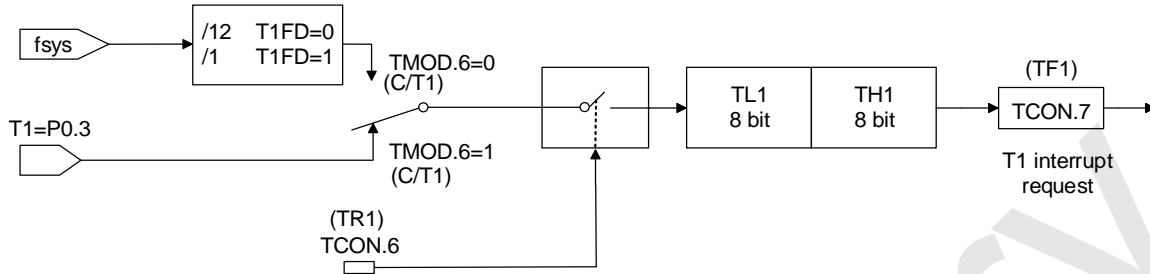 fsys
/12 T1FD=0
/1 T1FD=1
TMOD.6=0
(C/T1)
T1=P0.3
TMOD.6=1
(C/T1)
(TR1)
TCON.6
TL1
8 bit
TH1
8 bit
(TF1)
TCON.7
T1 interrupt
request